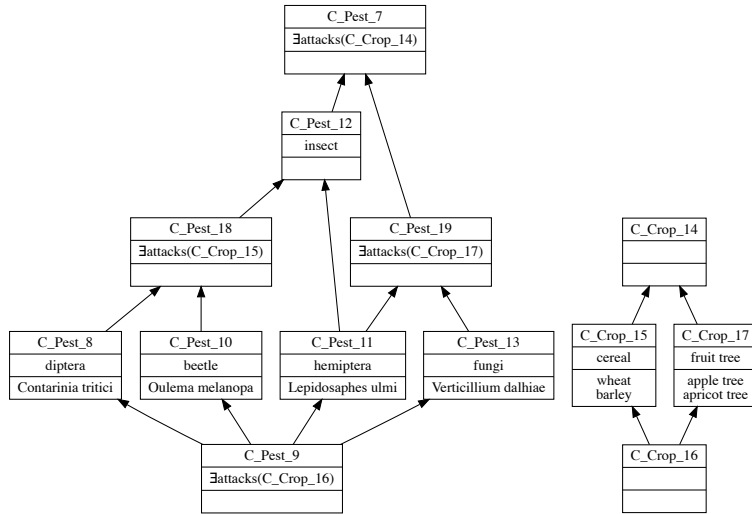 C_Pest_7
∃attacks(C_Crop_14)
C_Pest_12
insect
C_Pest_18
∃attacks(C_Crop_15)
C_Pest_19
∃attacks(C_Crop_17)
C_Pest_8
diptera
Contarinia tritici
C_Pest_10
beetle
Oulema melanopa
C_Pest_11
hemiptera
Lepidosaphes ulmi
C_Pest_13
fungi
Verticillium dalhiae
C_Pest_9
∃attacks(C_Crop_16)
C_Crop_14
C_Crop_15
cereal
wheat
barley
C_Crop_17
fruit tree
apple tree
apricot tree
C_Crop_16